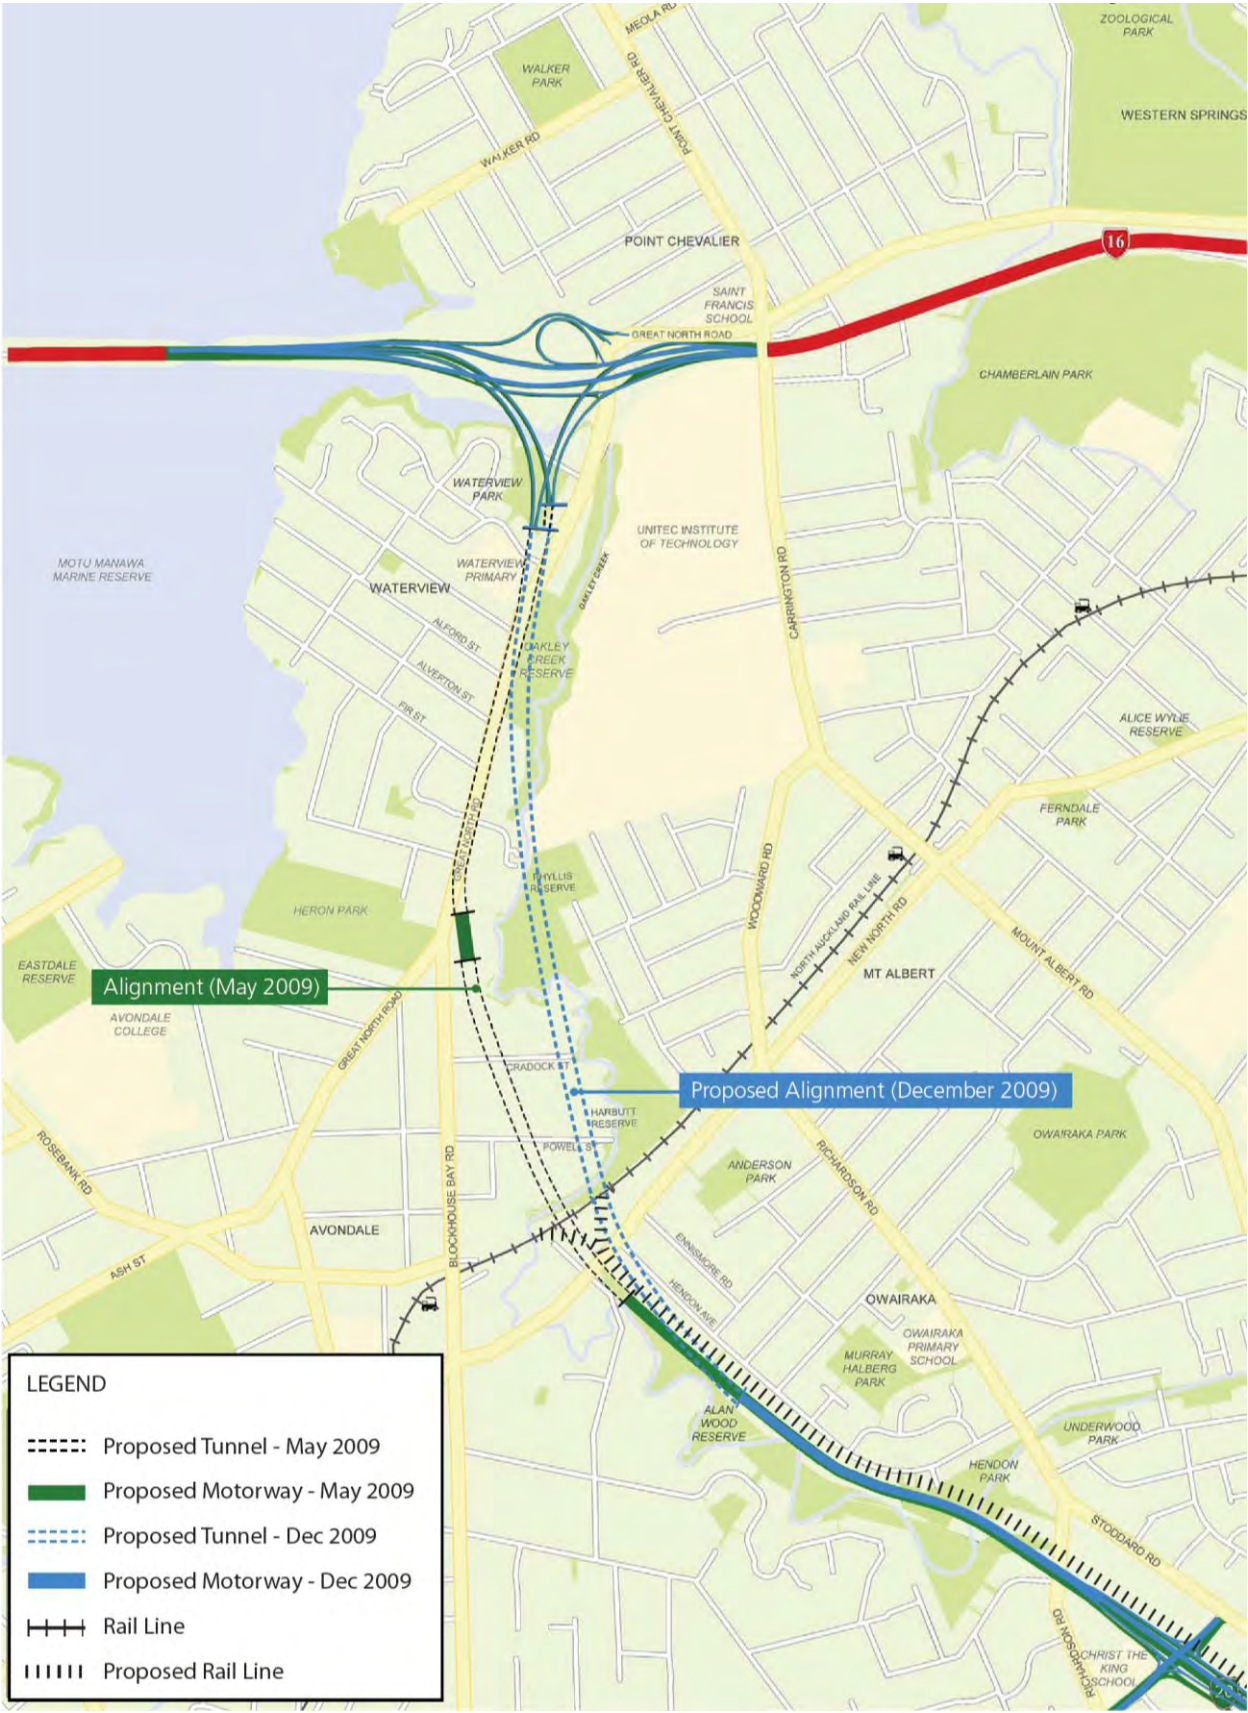 ZOOLOGICAL
PARK
MEOLA RD
WALKER
PARK
POINT CHEVALIER RD
WESTERN SPRINGS
WALKER RD
POINT CHEVALIER
16
SAINT
FRANCIS
SCHOOL
GREAT NORTH ROAD
CHAMBERLAIN PARK
WATERVIEW
PARK
UNITEC INSTITUTE
OF TECHNOLOGY
MOTU MANAWA
MARINE RESERVE
WATERVIEW
PRIMARY
WATERVIEW
OAKLEY CREEK
CARRINGTON RD
ALFORD ST
OAKLEY
CREEK
RESERVE
ALVERTON ST
FIR ST
ALICE WYLIE
RESERVE
FERNDALE
PARK
GREAT NORTH RD
PHYLLIS
RESERVE
WOODWARD RD
HERON PARK
NORTH AUCKLAND RAIL LINE
NEW NORTH RD
MOUNT ALBERT RD
MT ALBERT
EASTDALE
RESERVE
Alignment (May 2009)
AVONDALE
COLLEGE
GREAT NORTH ROAD
CRADOCK ST
Proposed Alignment (December 2009)
HARBUTT
RESERVE
OWAIRAKA PARK
POWELL S
ROSEBANK RD
BLOCKHOUSE BAY RD
ANDERSON
PARK
RICHARDSON RD
AVONDALE
ASH ST
ENNISMORE RD
HENDON AVE
OWAIRAKA
OWAIRAKA
PRIMARY
SCHOOL
MURRAY
HALBERG
PARK
ALAN
WOOD
RESERVE
UNDERWOOD
PARK
HENDON
PARK
STODDARD RD
RICHARDSON RD
CHRIST THE
KING
SCHOOL
20
LEGEND
Proposed Tunnel - May 2009
Proposed Motorway - May 2009
Proposed Tunnel - Dec 2009
Proposed Motorway - Dec 2009
Rail Line
Proposed Rail Line